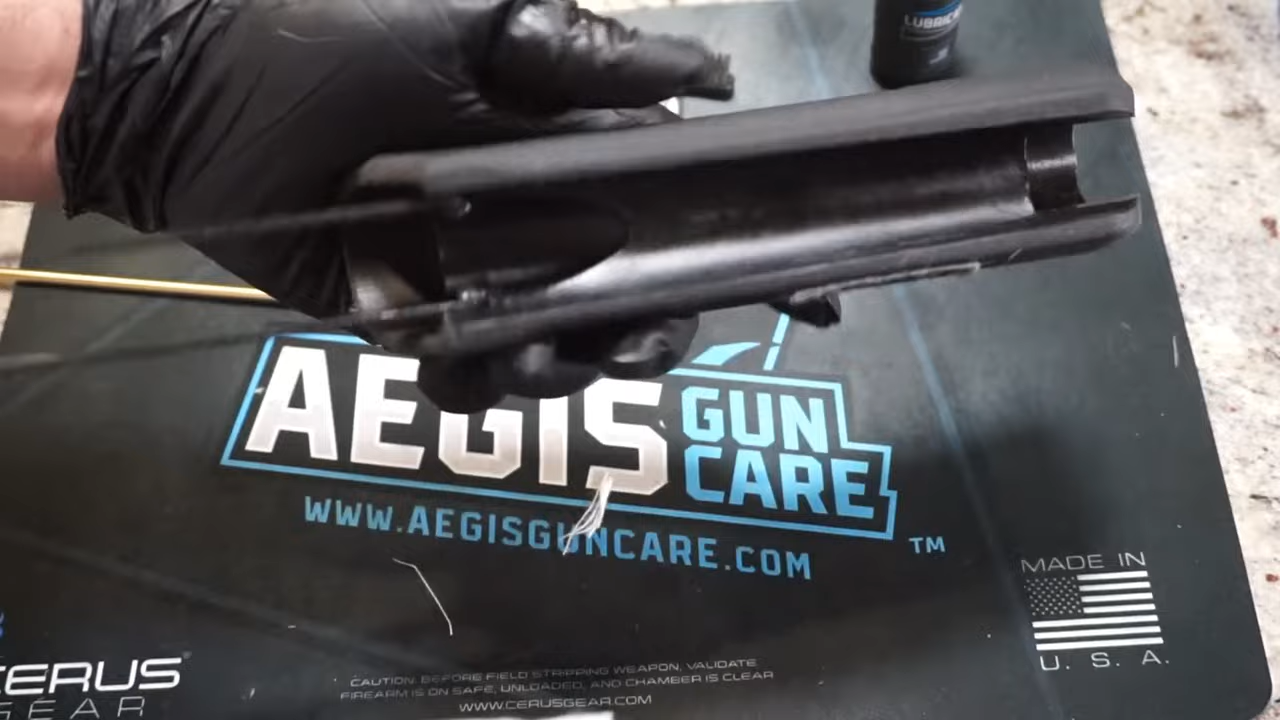 AEGIS GUN CARE
WWW.AEGISGUNCARE.COM
TM
MADE IN
U. S. A.
CERUS
GEAR
CAUTION: BEFORE FIELD STRIPPING WEAPON, VALIDATE
FIREARM IS ON SAFE, UNLOADED, AND CHAMBER IS CLEAR
WWW.CERUSGEAR.COM